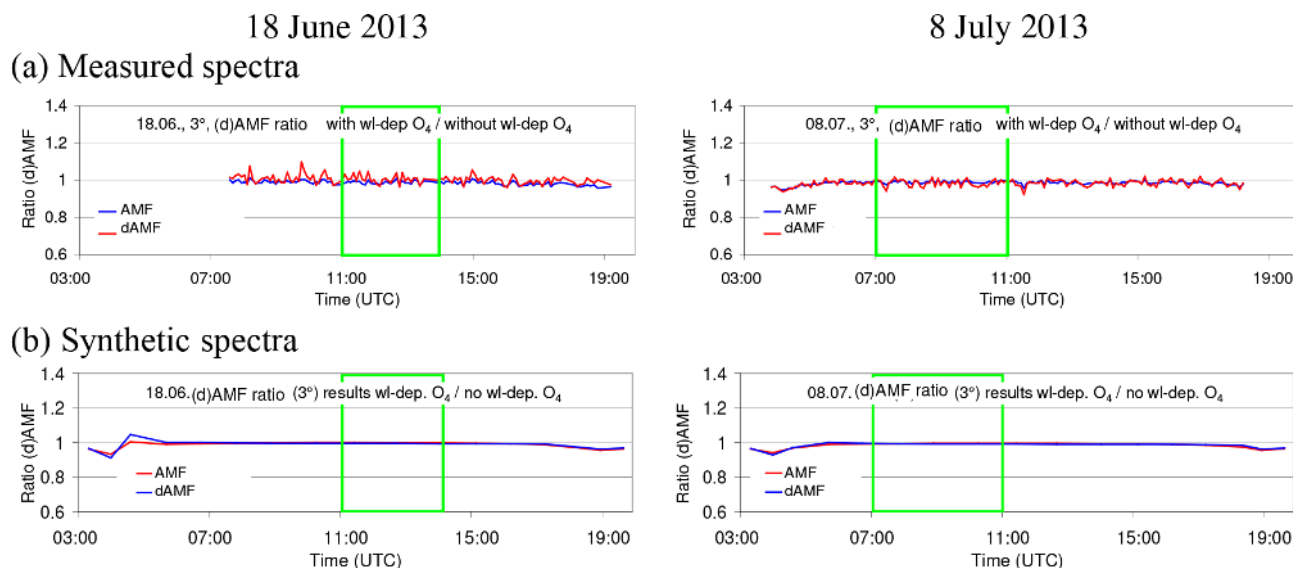 18 June 2013
8 July 2013
(a) Measured spectra
1.4
1.2
1
0.8
0.6
Ratio (d)AMF
18.06., 3°, (d)AMF ratio with wl-dep O₄ / without wl-dep O₄
AMF
dAMF
03:00 07:00 11:00 15:00 19:00
Time (UTC)
1.4
1.2
1
0.8
0.6
Ratio (d)AMF
08.07., 3°, (d)AMF ratio with wl-dep O₄ / without wl-dep O₄
AMF
dAMF
03:00 07:00 11:00 15:00 19:00
Time (UTC)
(b) Synthetic spectra
1.4
1.2
1
0.8
0.6
Ratio (d)AMF
18.06.(d)AMF ratio (3°) results wl-dep. O₄ / no wl-dep. O₄
AMF
dAMF
03:00 07:00 11:00 15:00 19:00
Time (UTC)
1.4
1.2
1
0.8
0.6
Ratio (d)AMF
08.07.(d)AMF ratio (3°) results wl-dep. O₄ / no wl-dep. O₄
AMF
dAMF
03:00 07:00 11:00 15:00 19:00
Time (UTC)